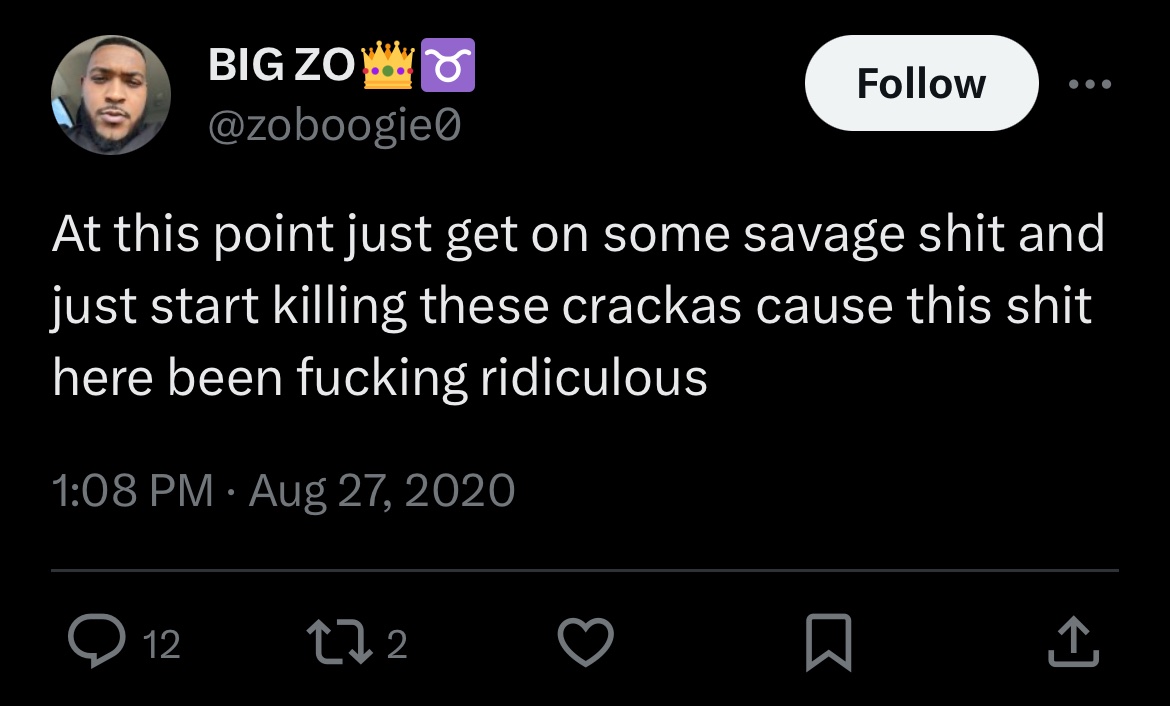 BIG ZO👑♉
@zoboogie0
Follow
At this point just get on some savage shit and
just start killing these crackas cause this shit
here been fucking ridiculous
1:08 PM · Aug 27, 2020
12
2